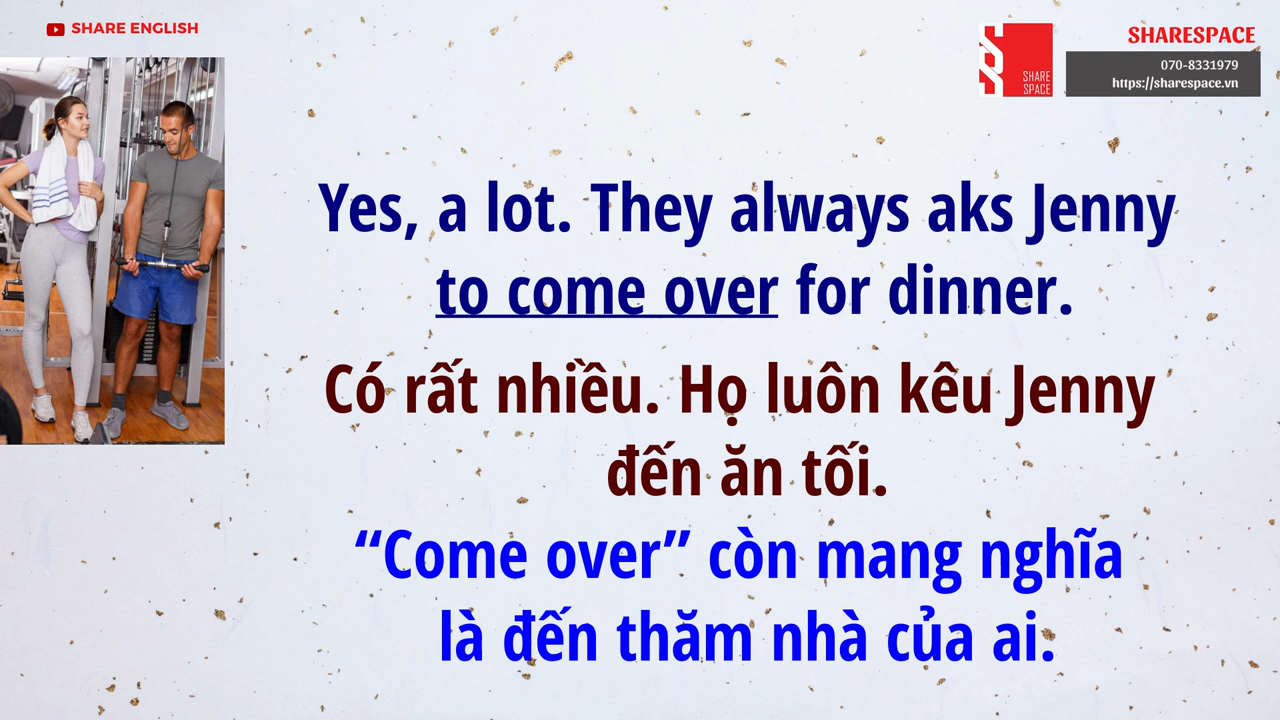 SHARE ENGLISH
SHARE
SPACE
SHARESPACE
070-8331979
https://sharespace.vn
Yes, a lot. They always aks Jenny
to come over for dinner.
Có rất nhiều. Họ luôn kêu Jenny
đến ăn tối.
“Come over” còn mang nghĩa
là đến thăm nhà của ai.